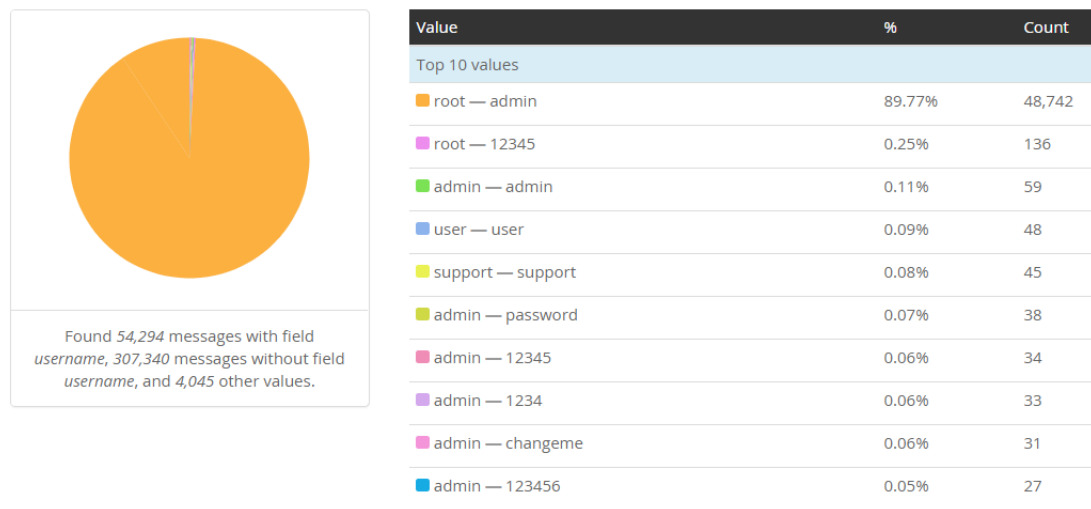 Value % Count
Top 10 values
root — admin 89.77% 48,742
root — 12345 0.25% 136
admin — admin 0.11% 59
user — user 0.09% 48
support — support 0.08% 45
admin — password 0.07% 38
admin — 12345 0.06% 34
admin — 1234 0.06% 33
admin — changeme 0.06% 31
admin — 123456 0.05% 27
Found 54,294 messages with field
username, 307,340 messages without field
username, and 4,045 other values.